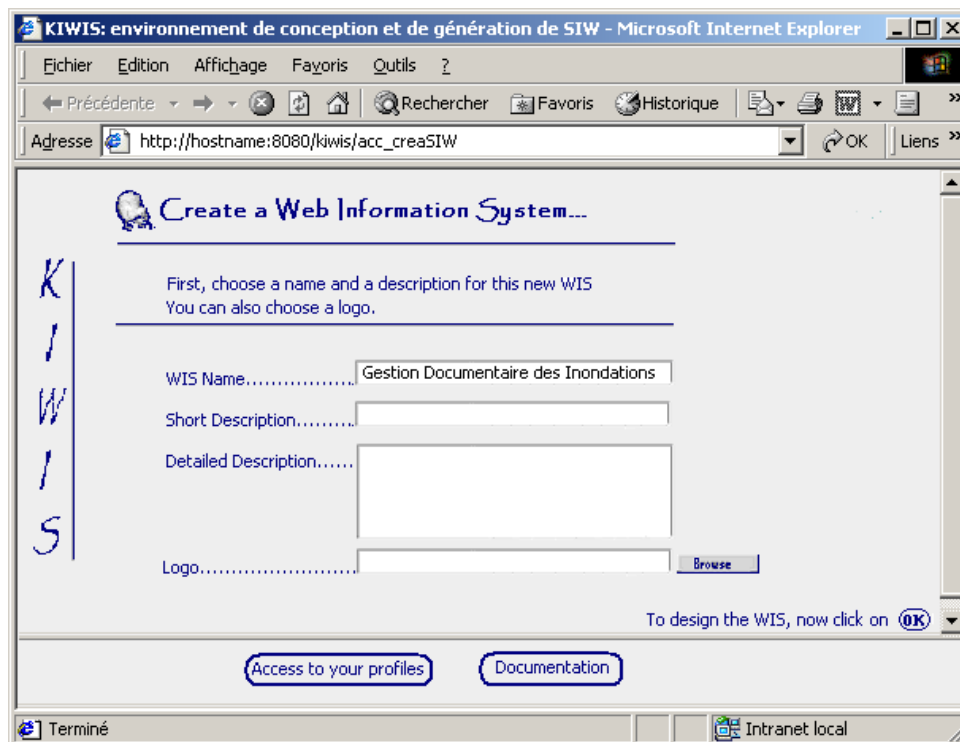 KIWIS: environnement de conception et de génération de SIW - Microsoft Internet Explorer
Fichier Edition Affichage Favoris Outils ?
Précédente Rechercher Favoris Historique »
Adresse http://hostname:8080/kiwis/acc_creaSIW OK Liens »
Create a Web Information System...
K
I
W
I
S
First, choose a name and a description for this new WIS
You can also choose a logo.
WIS Name.................. Gestion Documentaire des Inondations
Short Description.........
Detailed Description......
Logo......................... Browse
To design the WIS, now click on OK
Access to your profiles Documentation
Terminé Intranet local